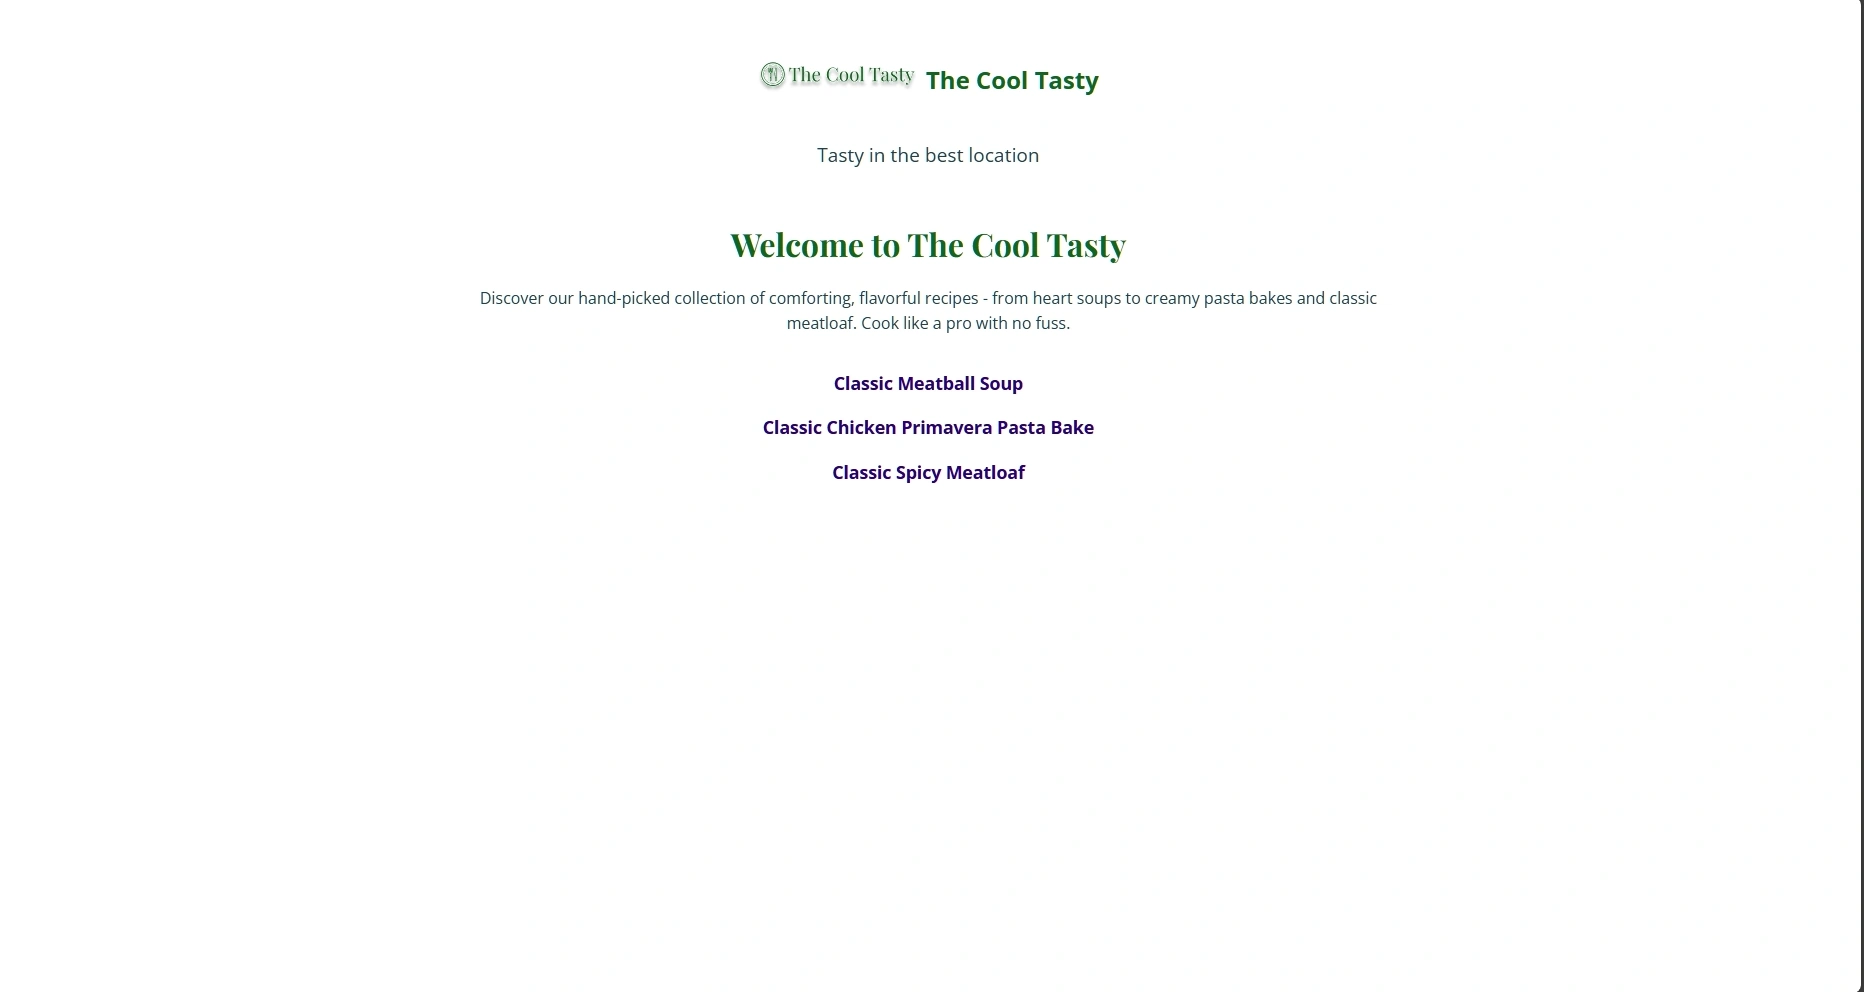 The Cool Tasty The Cool Tasty
Tasty in the best location
Welcome to The Cool Tasty
Discover our hand-picked collection of comforting, flavorful recipes - from heart soups to creamy pasta bakes and classic
meatloaf. Cook like a pro with no fuss.
Classic Meatball Soup
Classic Chicken Primavera Pasta Bake
Classic Spicy Meatloaf